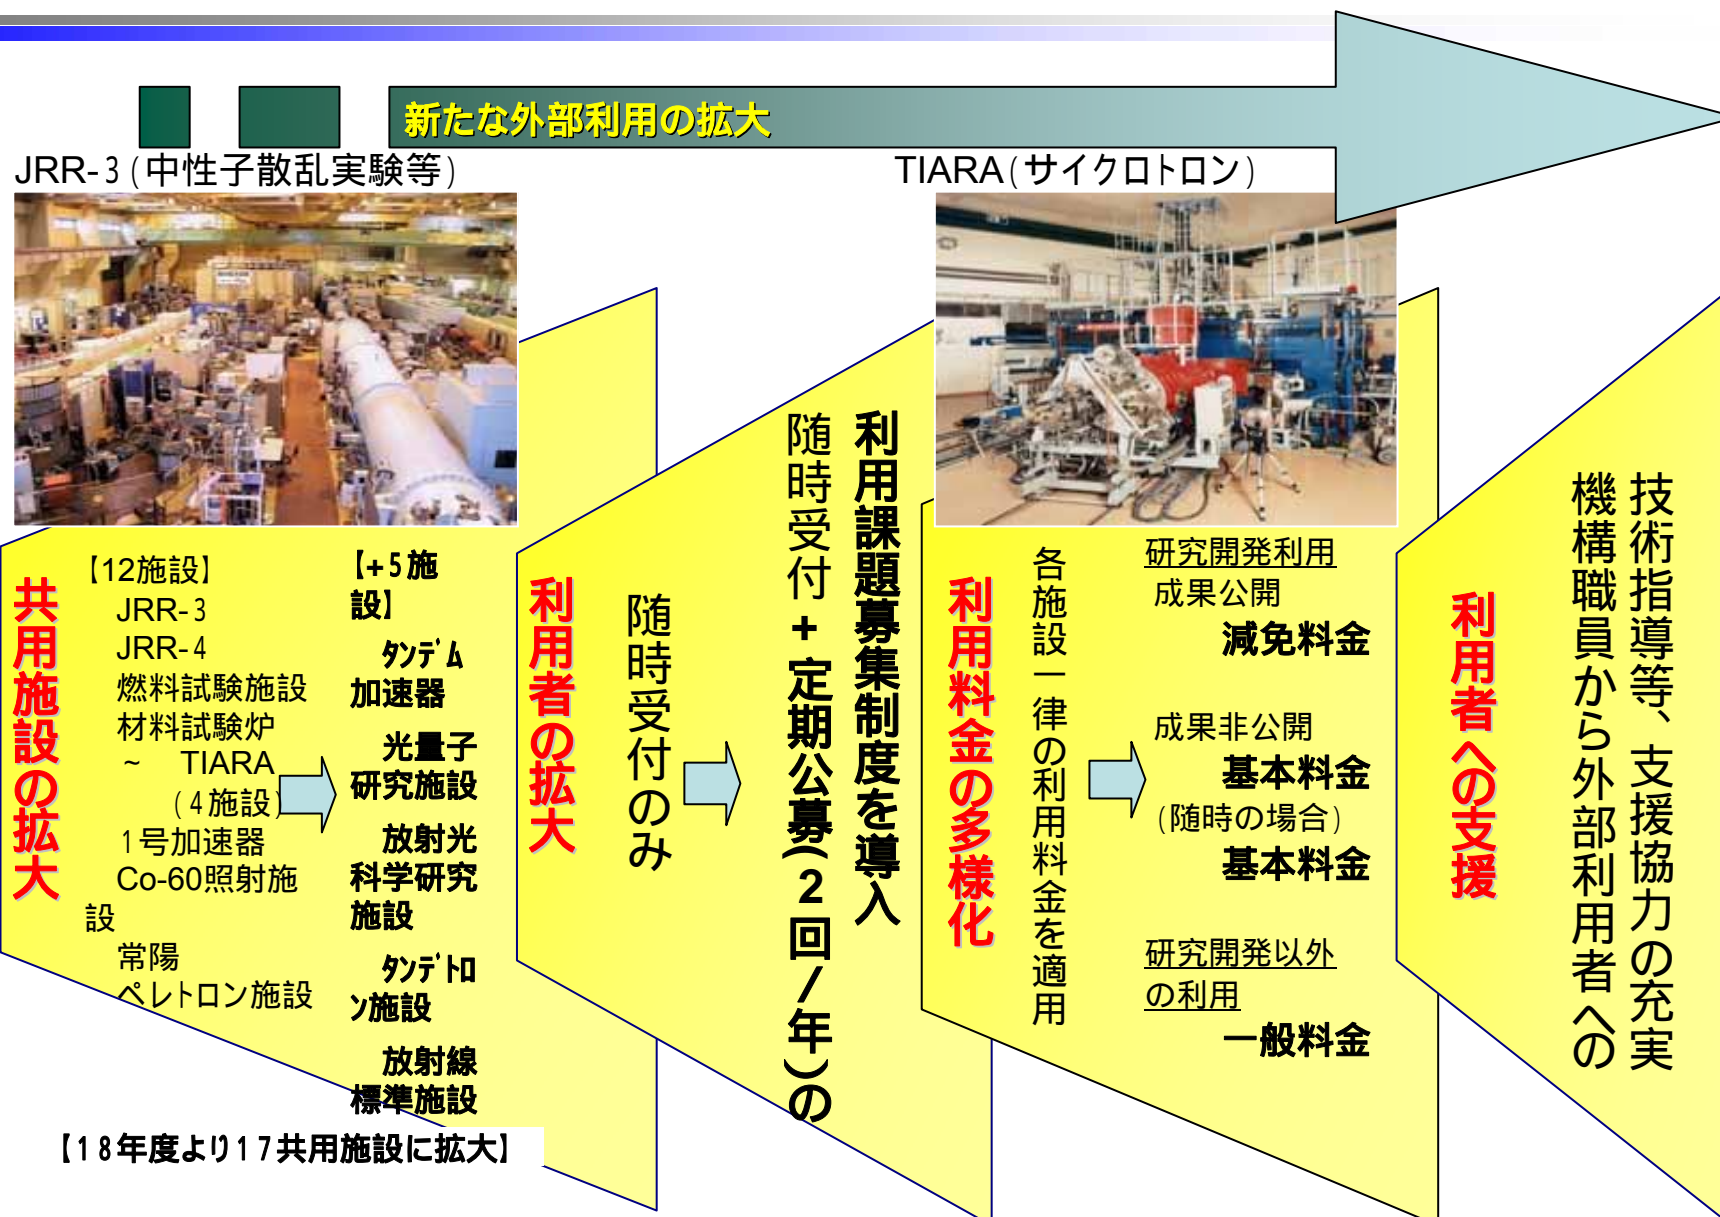 新たな外部利用の拡大
JRR-3(中性子散乱実験等)
TIARA(サイクロトロン)
共用施設の拡大
【12施設】
JRR-3
JRR-4
燃料試験施設
材料試験炉
~ TIARA
(4施設)
1号加速器
Co-60照射施
設
常陽
ペレトロン施設
【+5施
設】
ﾀﾝﾃﾞﾑ
加速器
光量子
研究施設
放射光
科学研究
施設
ﾀﾝﾃﾞﾄﾛ
ﾝ施設
放射線
標準施設
【18年度より17共用施設に拡大】
利用者の拡大
随時受付のみ
利用課題募集制度を導入
随時受付+定期公募(2回/年)の
利用料金の多様化
各施設一律の利用料金を適用
研究開発利用
成果公開
減免料金
成果非公開
基本料金
(随時の場合)
基本料金
研究開発以外
の利用
一般料金
利用者への支援
技術指導等、支援協力の充実
機構職員から外部利用者への